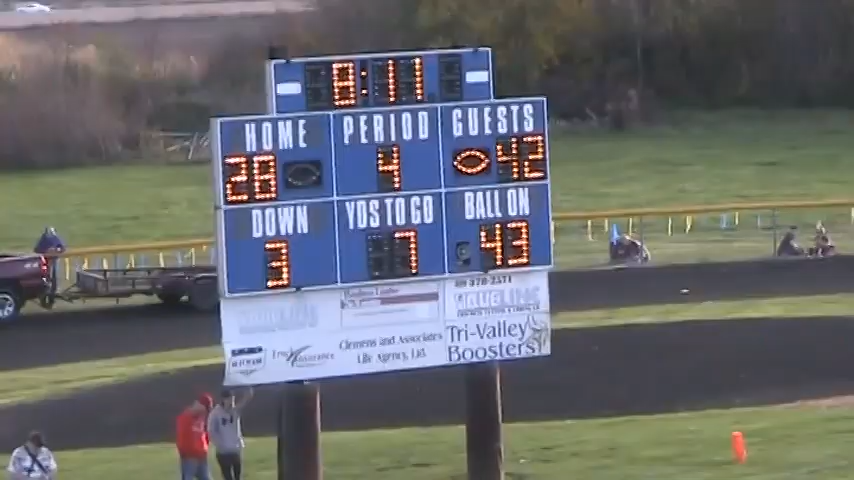 8:11
HOME PERIOD GUESTS
28 4 42
DOWN YDS TO GO BALL ON
3 7 43
Clemens and Associates
Life Agency, Ltd.
Tri-Valley
Boosters
Insurance